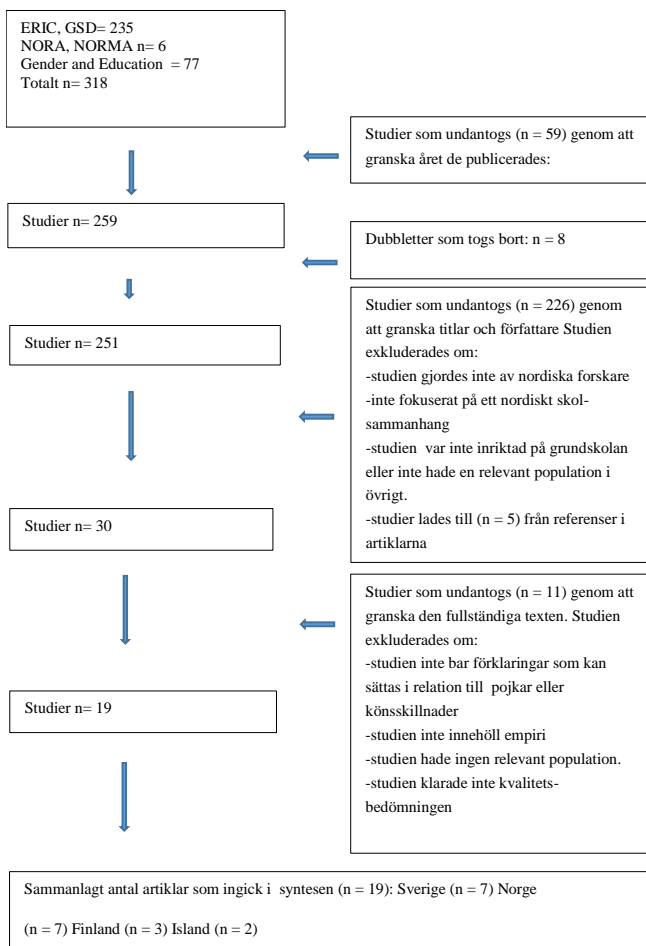 ERIC, GSD= 235
NORA, NORMA n= 6
Gender and Education = 77
Totalt n= 318
Studier som undantogs (n = 59) genom att
granska året de publicerades:
Studier n= 259
Dubbletter som togs bort: n = 8
Studier n= 251
Studier som undantogs (n = 226) genom
att granska titlar och författare Studien
exkluderades om:
-studien gjordes inte av nordiska forskare
-inte fokuserat på ett nordiskt skol-
sammanhang
-studien var inte inriktad på grundskolan
eller inte hade en relevant population i
övrigt.
-studier lades till (n = 5) från referenser i
artiklarna
Studier n= 30
Studier som undantogs (n = 11) genom att
granska den fullständiga texten. Studien
exkluderades om:
-studien inte bar förklaringar som kan
sättas i relation till pojkar eller
könsskillnader
-studien inte innehöll empiri
-studien hade ingen relevant population.
-studien klarade inte kvalitets-
bedömningen
Studier n= 19
Sammanlagt antal artiklar som ingick i syntesen (n = 19): Sverige (n = 7) Norge
(n = 7) Finland (n = 3) Island (n = 2)